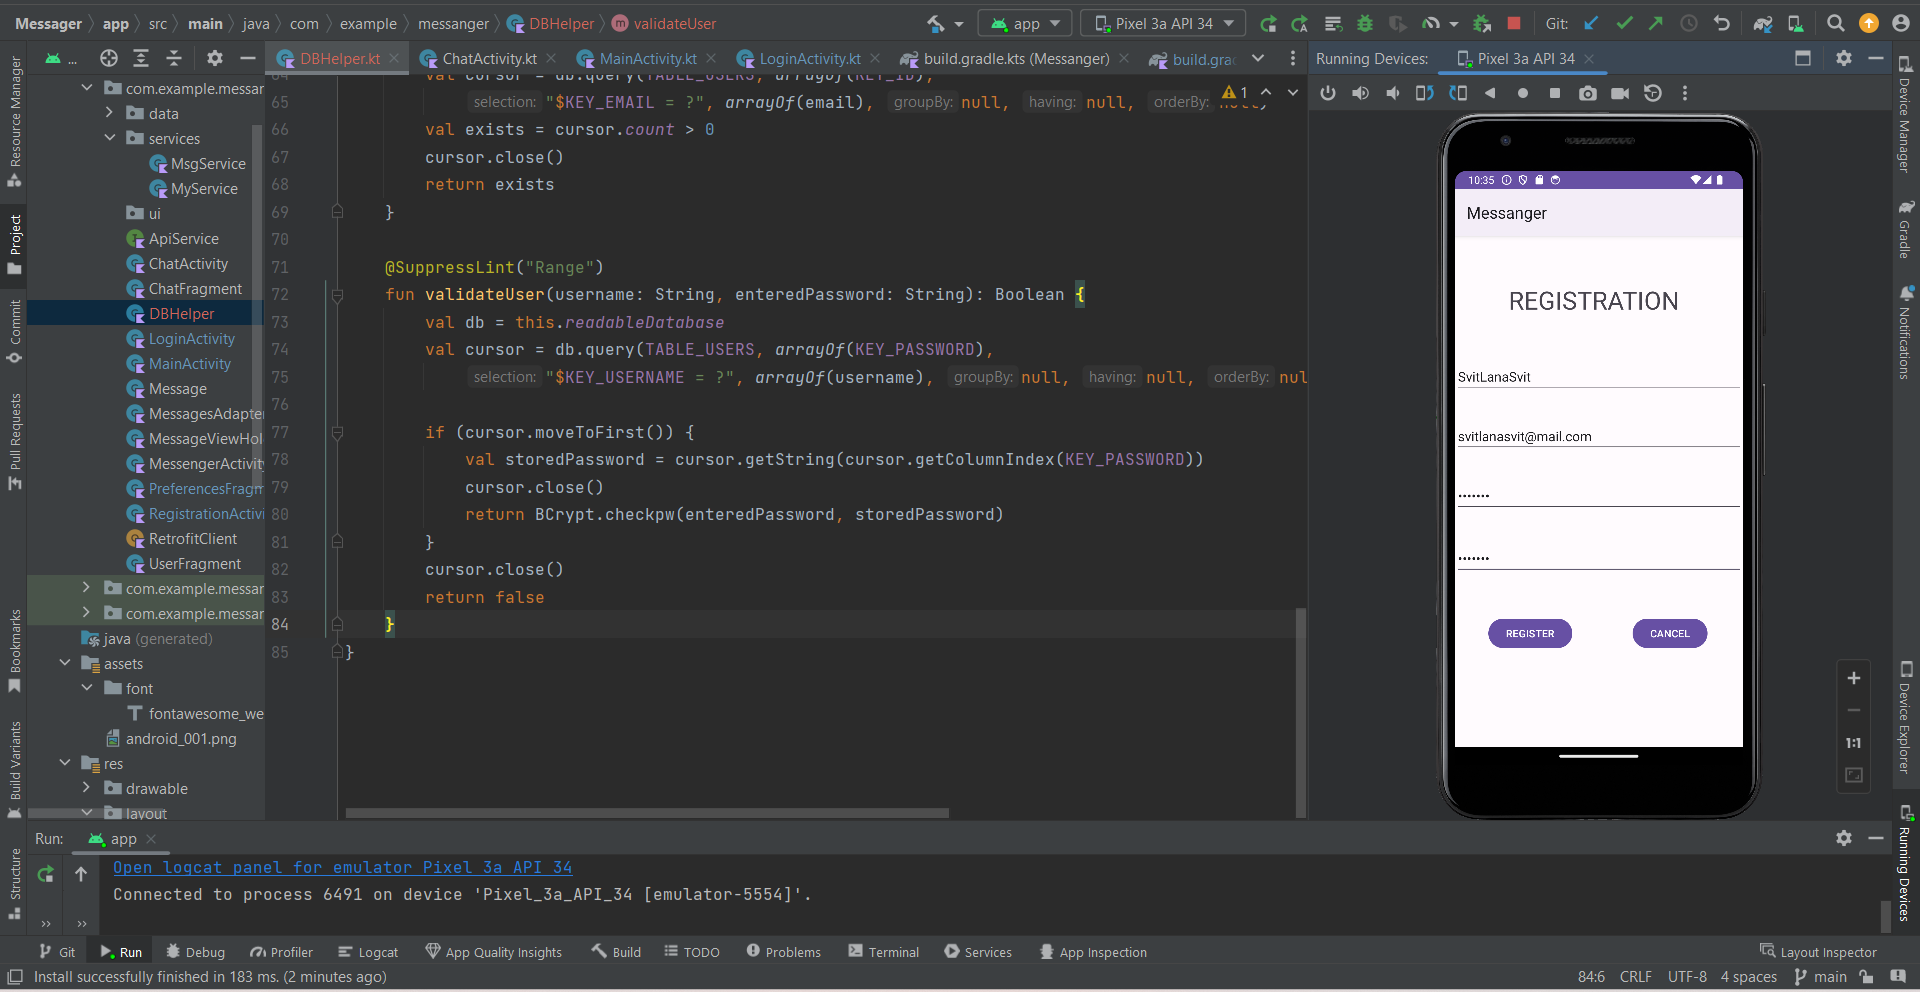 Messager app src main java com example messanger DBHelper validateUser app Pixel 3a API 34 Git:
DBHelper.kt ChatActivity.kt MainActivity.kt LoginActivity.kt build.gradle.kts (Messanger) build.gra Running Devices: Pixel 3a API 34
Resource Manager
Project
Commit
Pull Requests
Bookmarks
Build Variants
Structure
com.example.messar
data
services
MsgService
MyService
ui
ApiService
ChatActivity
ChatFragment
DBHelper
LoginActivity
MainActivity
Message
MessagesAdapte
MessageViewHol
MessengerActivity
PreferencesFragm
RegistrationActivi
RetrofitClient
UserFragment
com.example.messar
com.example.messar
java (generated)
assets
font
fontawesome_we
android_001.png
res
drawable
layout
64 val cursor = db.query(TABLE_USERS, arrayOf(KEY_ID),
65 selection: "$KEY_EMAIL = ?", arrayOf(email), groupBy: null, having: null, orderBy: null
1
66 val exists = cursor.count > 0
67 cursor.close()
68 return exists
69 }
70
71 @SuppressLint("Range")
72 fun validateUser(username: String, enteredPassword: String): Boolean {
73 val db = this.readableDatabase
74 val cursor = db.query(TABLE_USERS, arrayOf(KEY_PASSWORD),
75 selection: "$KEY_USERNAME = ?", arrayOf(username), groupBy: null, having: null, orderBy: nul
76
77 if (cursor.moveToFirst()) {
78 val storedPassword = cursor.getString(cursor.getColumnIndex(KEY_PASSWORD))
79 cursor.close()
80 return BCrypt.checkpw(enteredPassword, storedPassword)
81 }
82 cursor.close()
83 return false
84 }
85 }
10:35
Messanger
REGISTRATION
SvitLanaSvit
svitlanasvit@mail.com
•••••••
•••••••
REGISTER CANCEL
1:1
Device Manager
Gradle
Notifications
Device Explorer
Running Devices
Run: app
Open logcat panel for emulator Pixel 3a API 34
Connected to process 6491 on device 'Pixel_3a_API_34 [emulator-5554]'.
Git Run Debug Profiler Logcat App Quality Insights Build TODO Problems Terminal Services App Inspection Layout Inspector
Install successfully finished in 183 ms. (2 minutes ago) 84:6 CRLF UTF-8 4 spaces main